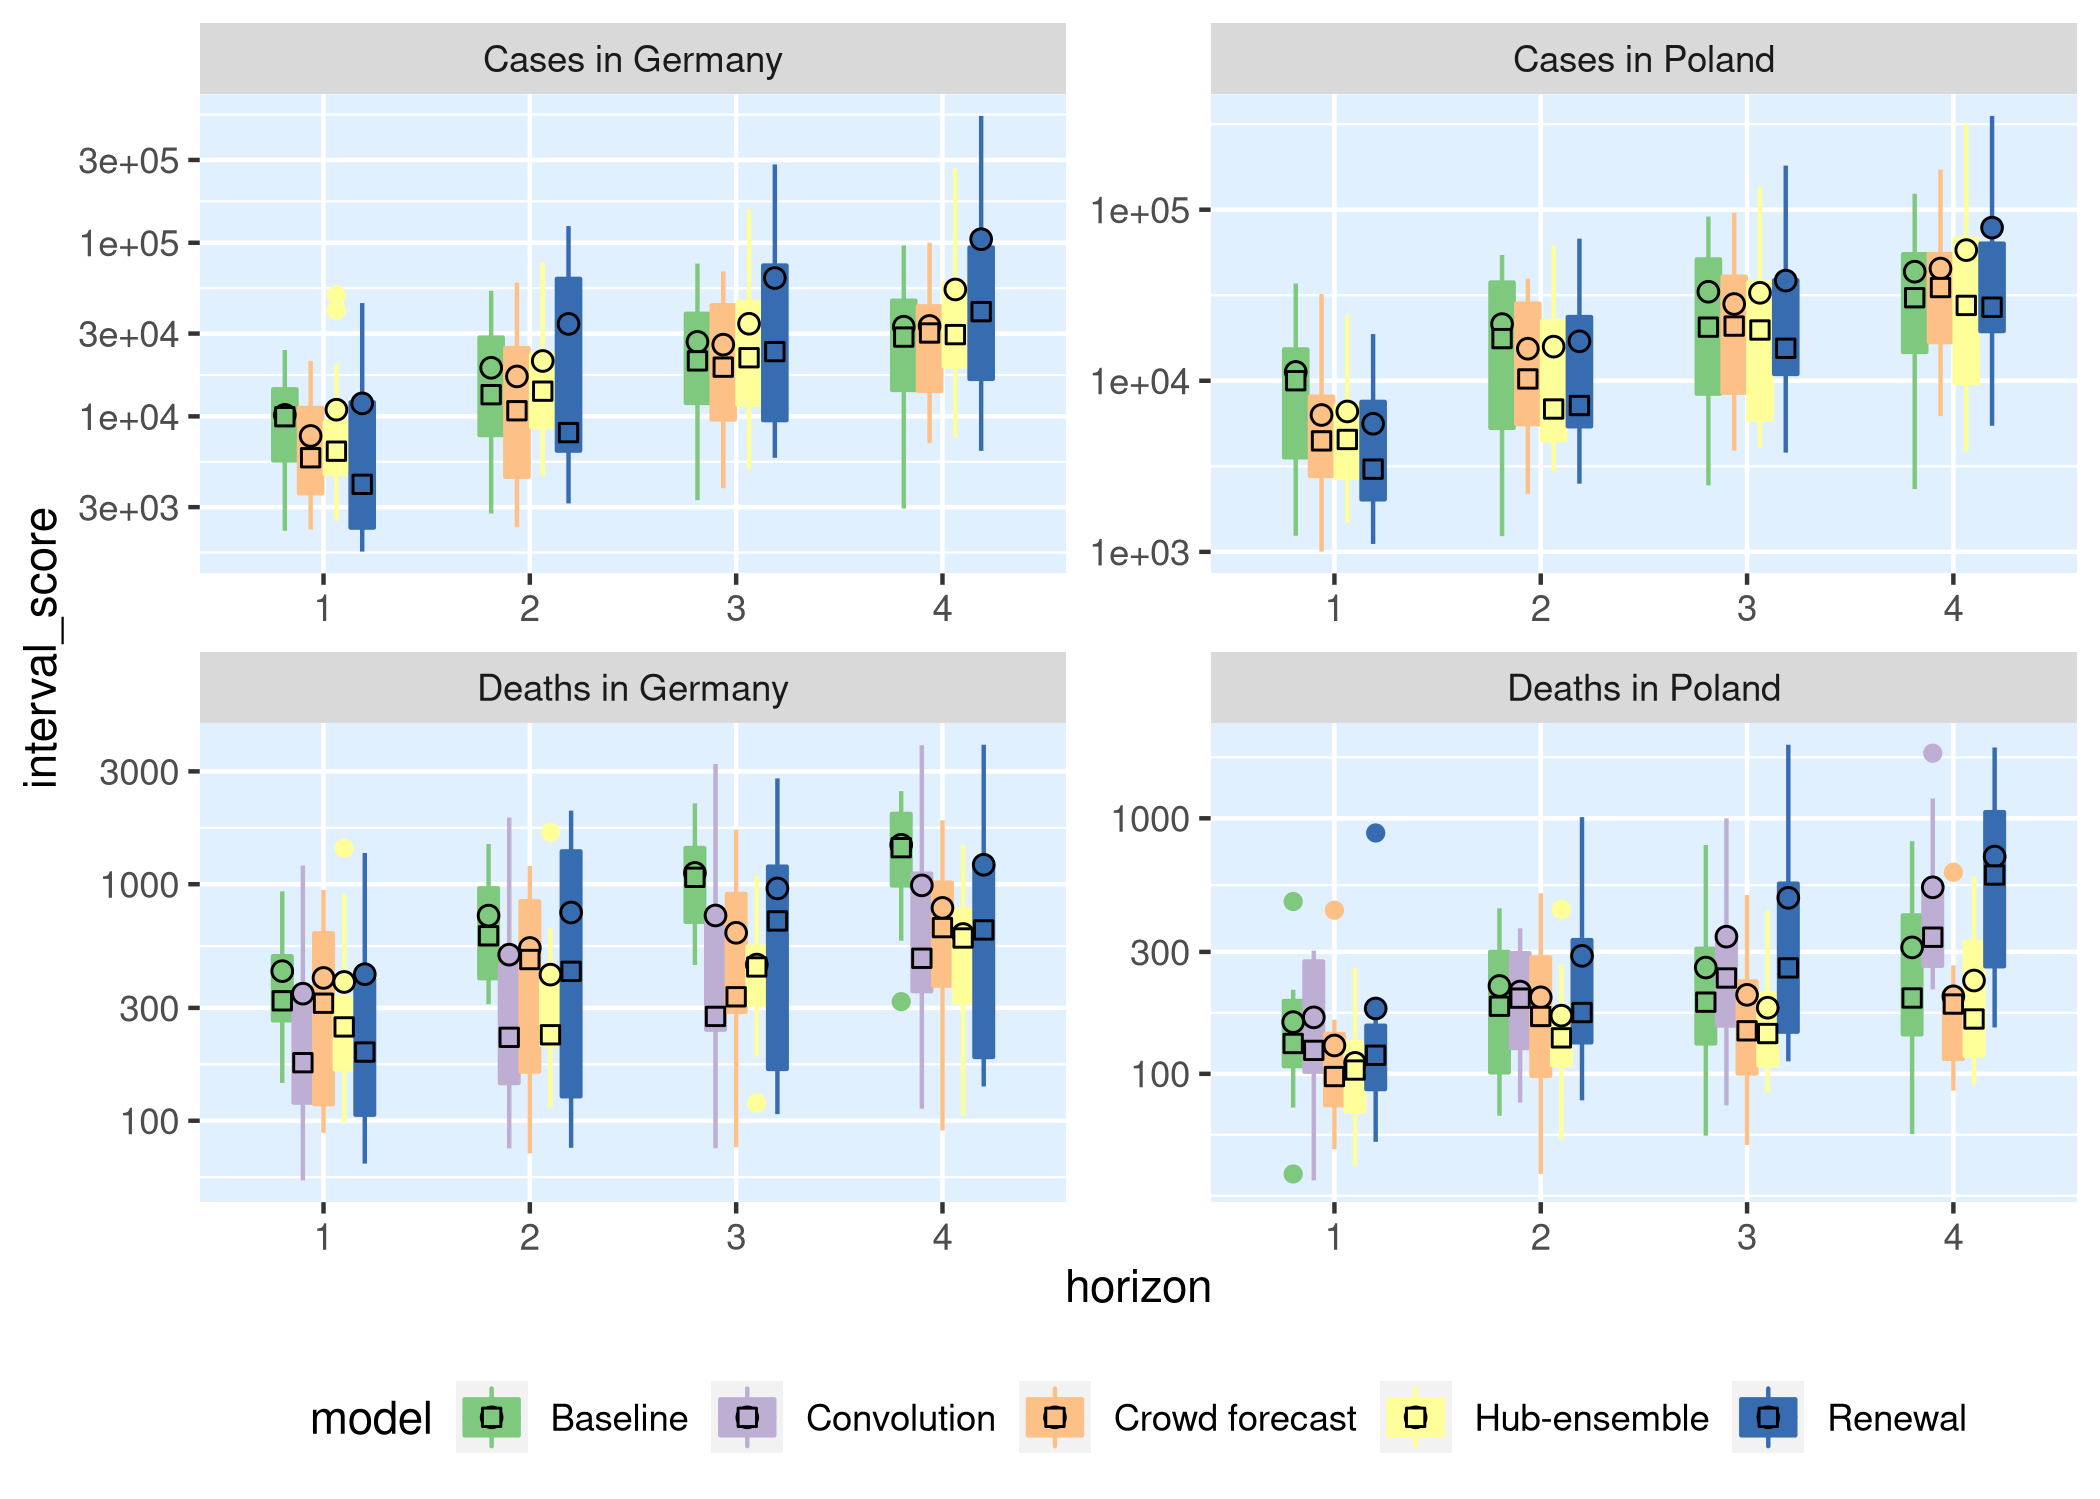 Cases in Germany
Cases in Poland
3e+05
1e+05
3e+04
1e+04
3e+03
1e+05
1e+04
1e+03
1 2 3 4
1 2 3 4
interval_score
Deaths in Germany
Deaths in Poland
3000
1000
300
100
1000
300
100
1 2 3 4
1 2 3 4
horizon
model Baseline Convolution Crowd forecast Hub-ensemble Renewal